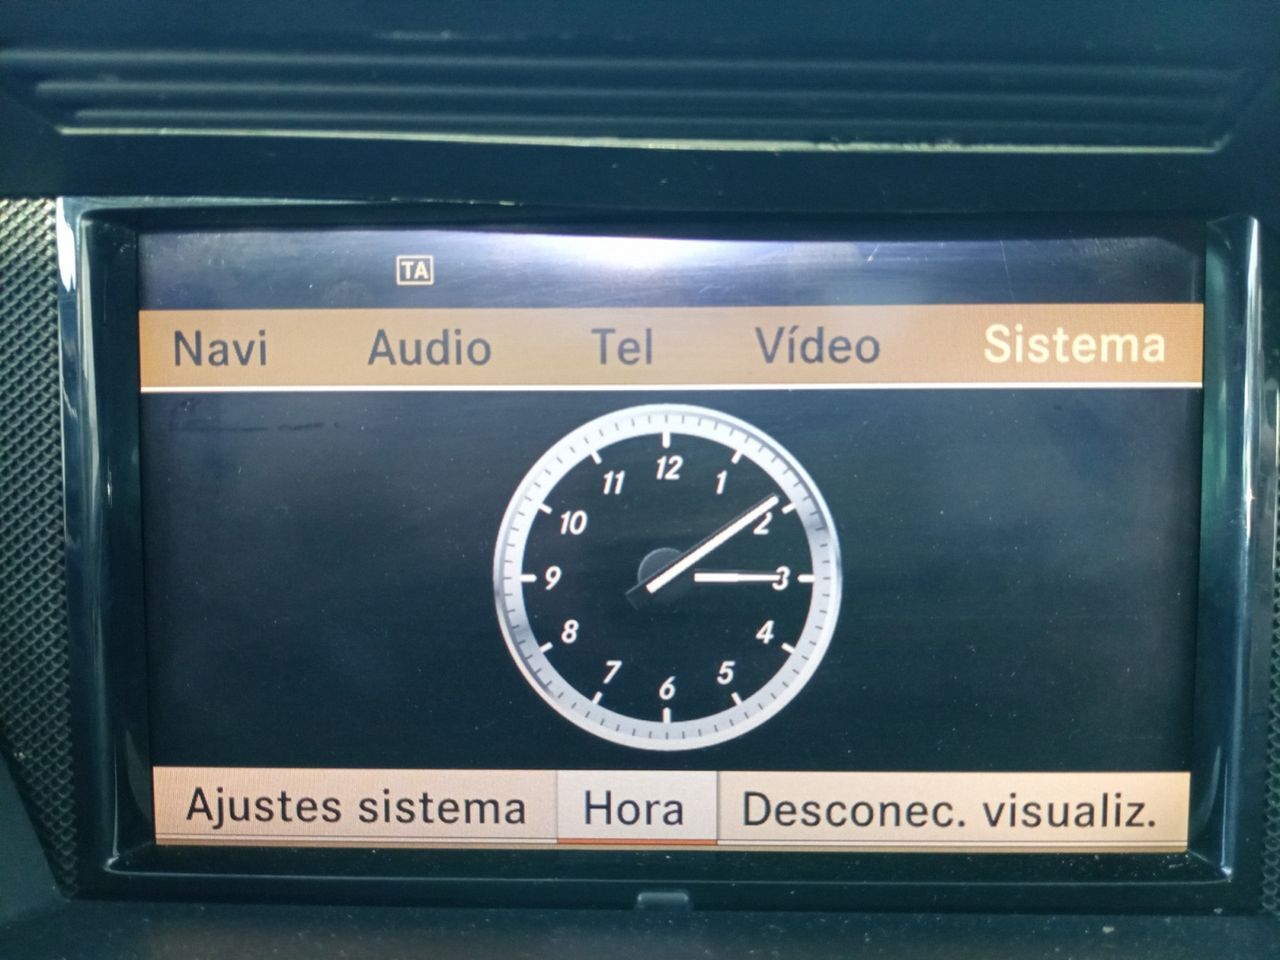 TA
Navi Audio Tel Vídeo Sistema
12
11 1
10 2
9 3
8 4
7 5
6
Ajustes sistema Hora Desconec. visualiz.